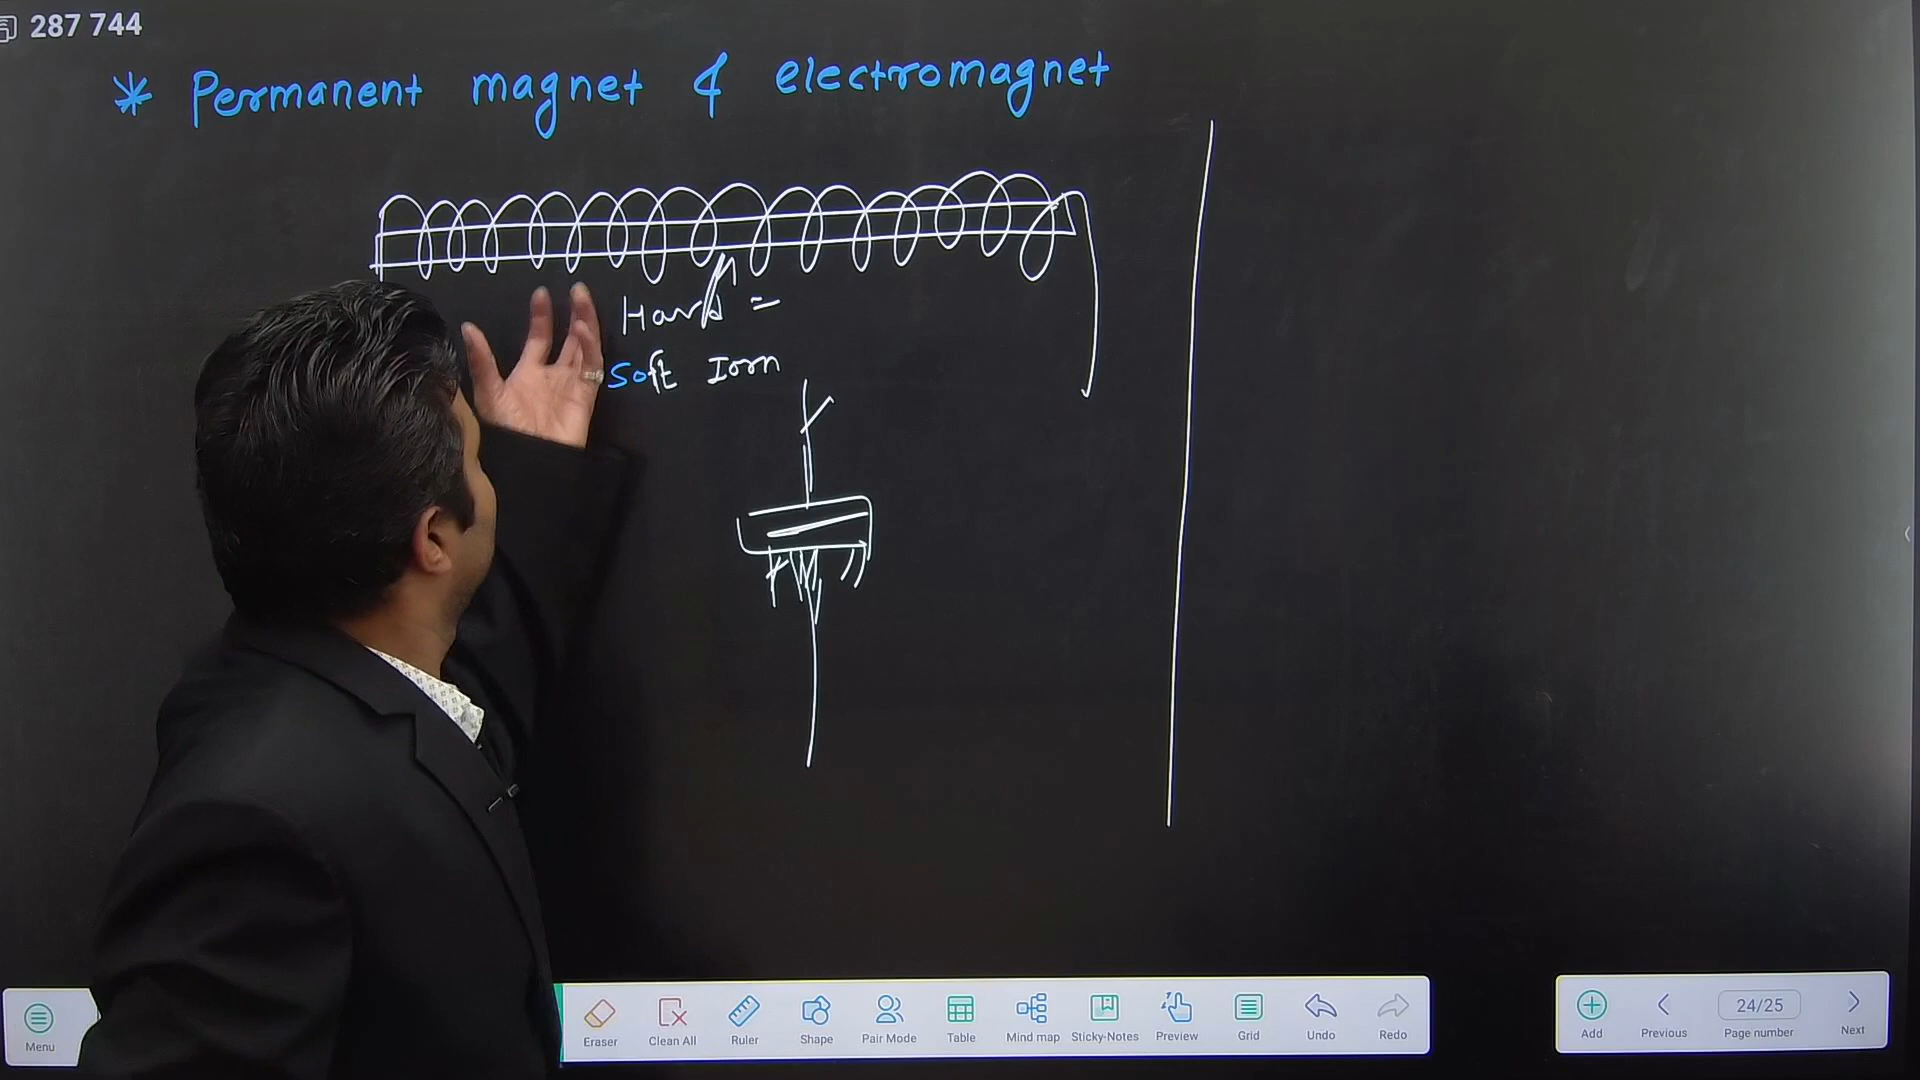 287 744
* Permanent magnet & electromagnet
Hard =
Soft Iorn
Menu
Eraser
Clean All
Ruler
Shape
Pair Mode
Table
Mind map
Sticky-Notes
Preview
Grid
Undo
Redo
Add
Previous
24/25
Page number
Next